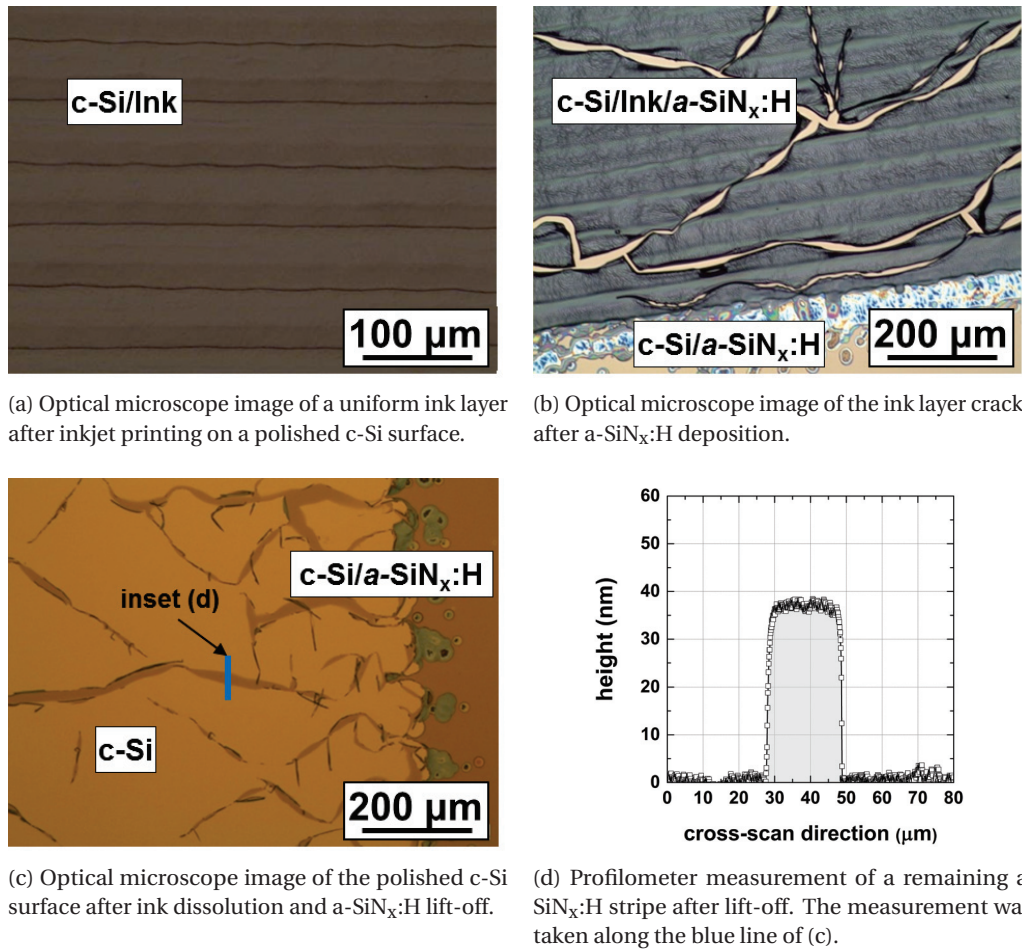 c-Si/Ink
100 µm
c-Si/Ink/a-SiNx:H
c-Si/a-SiNx:H
200 µm
(a) Optical microscope image of a uniform ink layer
after inkjet printing on a polished c-Si surface.
(b) Optical microscope image of the ink layer crack
after a-SiNx:H deposition.
c-Si/a-SiNx:H
inset (d)
c-Si
200 µm
60
50
40
30
20
10
0
height (nm)
0 10 20 30 40 50 60 70 80
cross-scan direction (µm)
(c) Optical microscope image of the polished c-Si
surface after ink dissolution and a-SiNx:H lift-off.
(d) Profilometer measurement of a remaining a
SiNx:H stripe after lift-off. The measurement wa
taken along the blue line of (c).